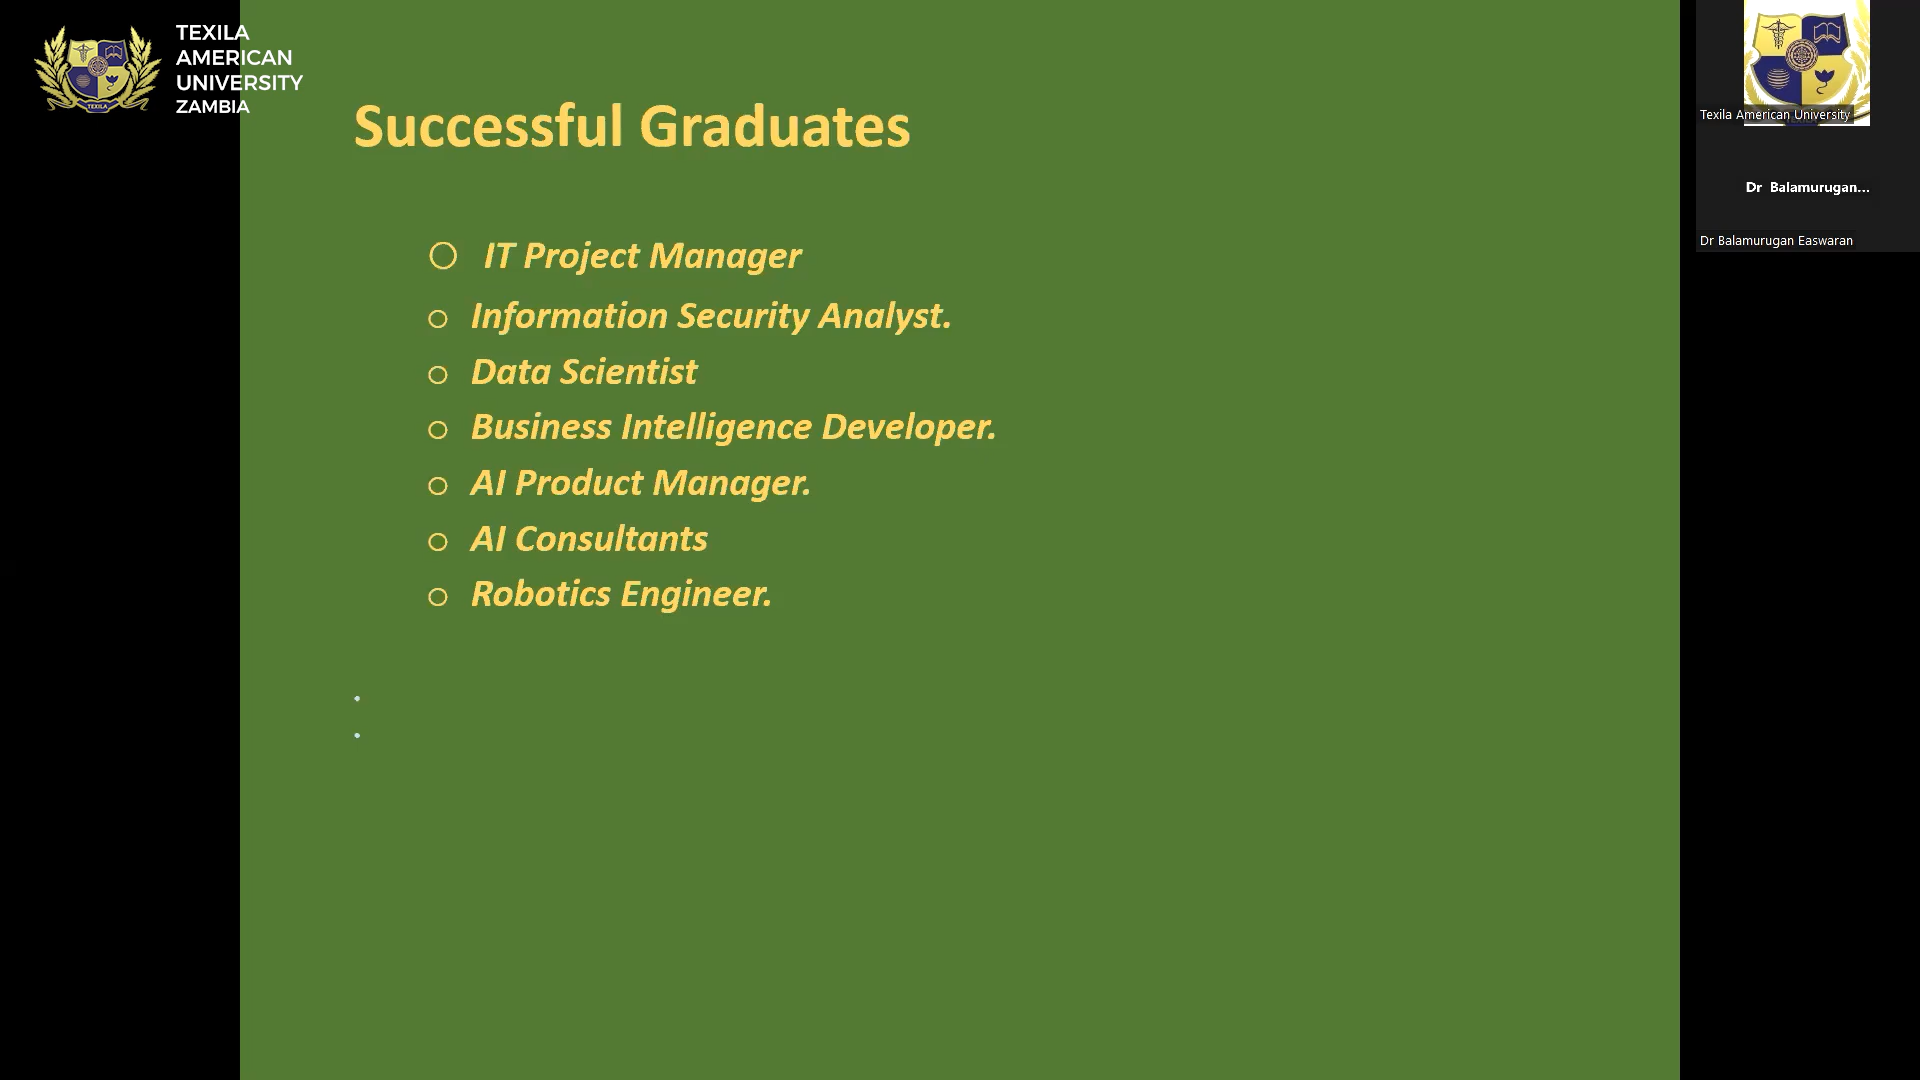 TEXILA
AMERICAN
UNIVERSITY
ZAMBIA
TEXILA
Successful Graduates
IT Project Manager
Information Security Analyst.
Data Scientist
Business Intelligence Developer.
AI Product Manager.
AI Consultants
Robotics Engineer.
Texila American University
Dr Balamurugan...
Dr Balamurugan Easwaran